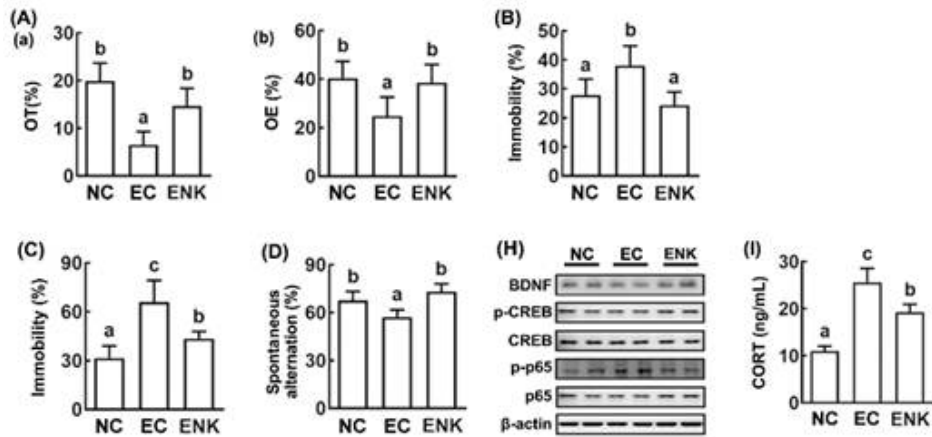 (A)
(a)
30
20
10
0
OT(%)
b
a
b
NC EC ENK
(b)
60
40
20
0
OE (%)
b
a
b
NC EC ENK
(B)
50
40
30
20
10
0
Immobility (%)
a
b
a
NC EC ENK
(C)
90
60
30
0
Immobility (%)
a
c
b
NC EC ENK
(D)
90
60
30
0
Spontaneous
alternation (%)
b
a
b
NC EC ENK
(H)
NC EC ENK
BDNF
p-CREB
CREB
p-p65
p65
β-actin
(I)
30
20
10
0
CORT (ng/mL)
a
c
b
NC EC ENK